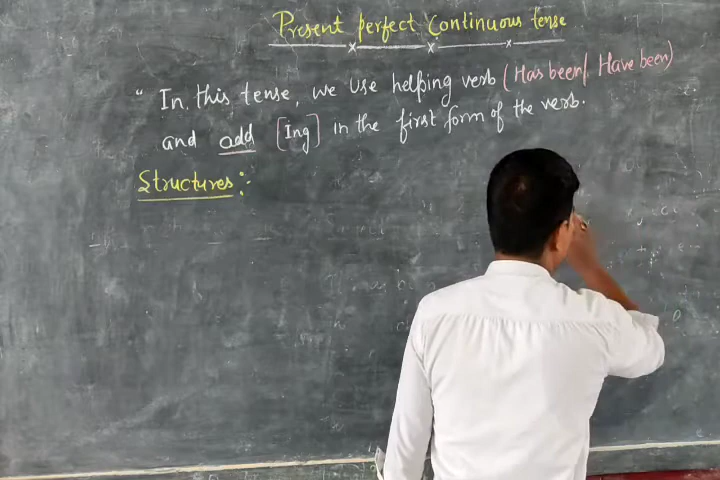 Present perfect Continuous tense
" In, this tense, we use helping verb (Has been/ Have been)
and add [Ing] in the first form of the verb.
Structures:-